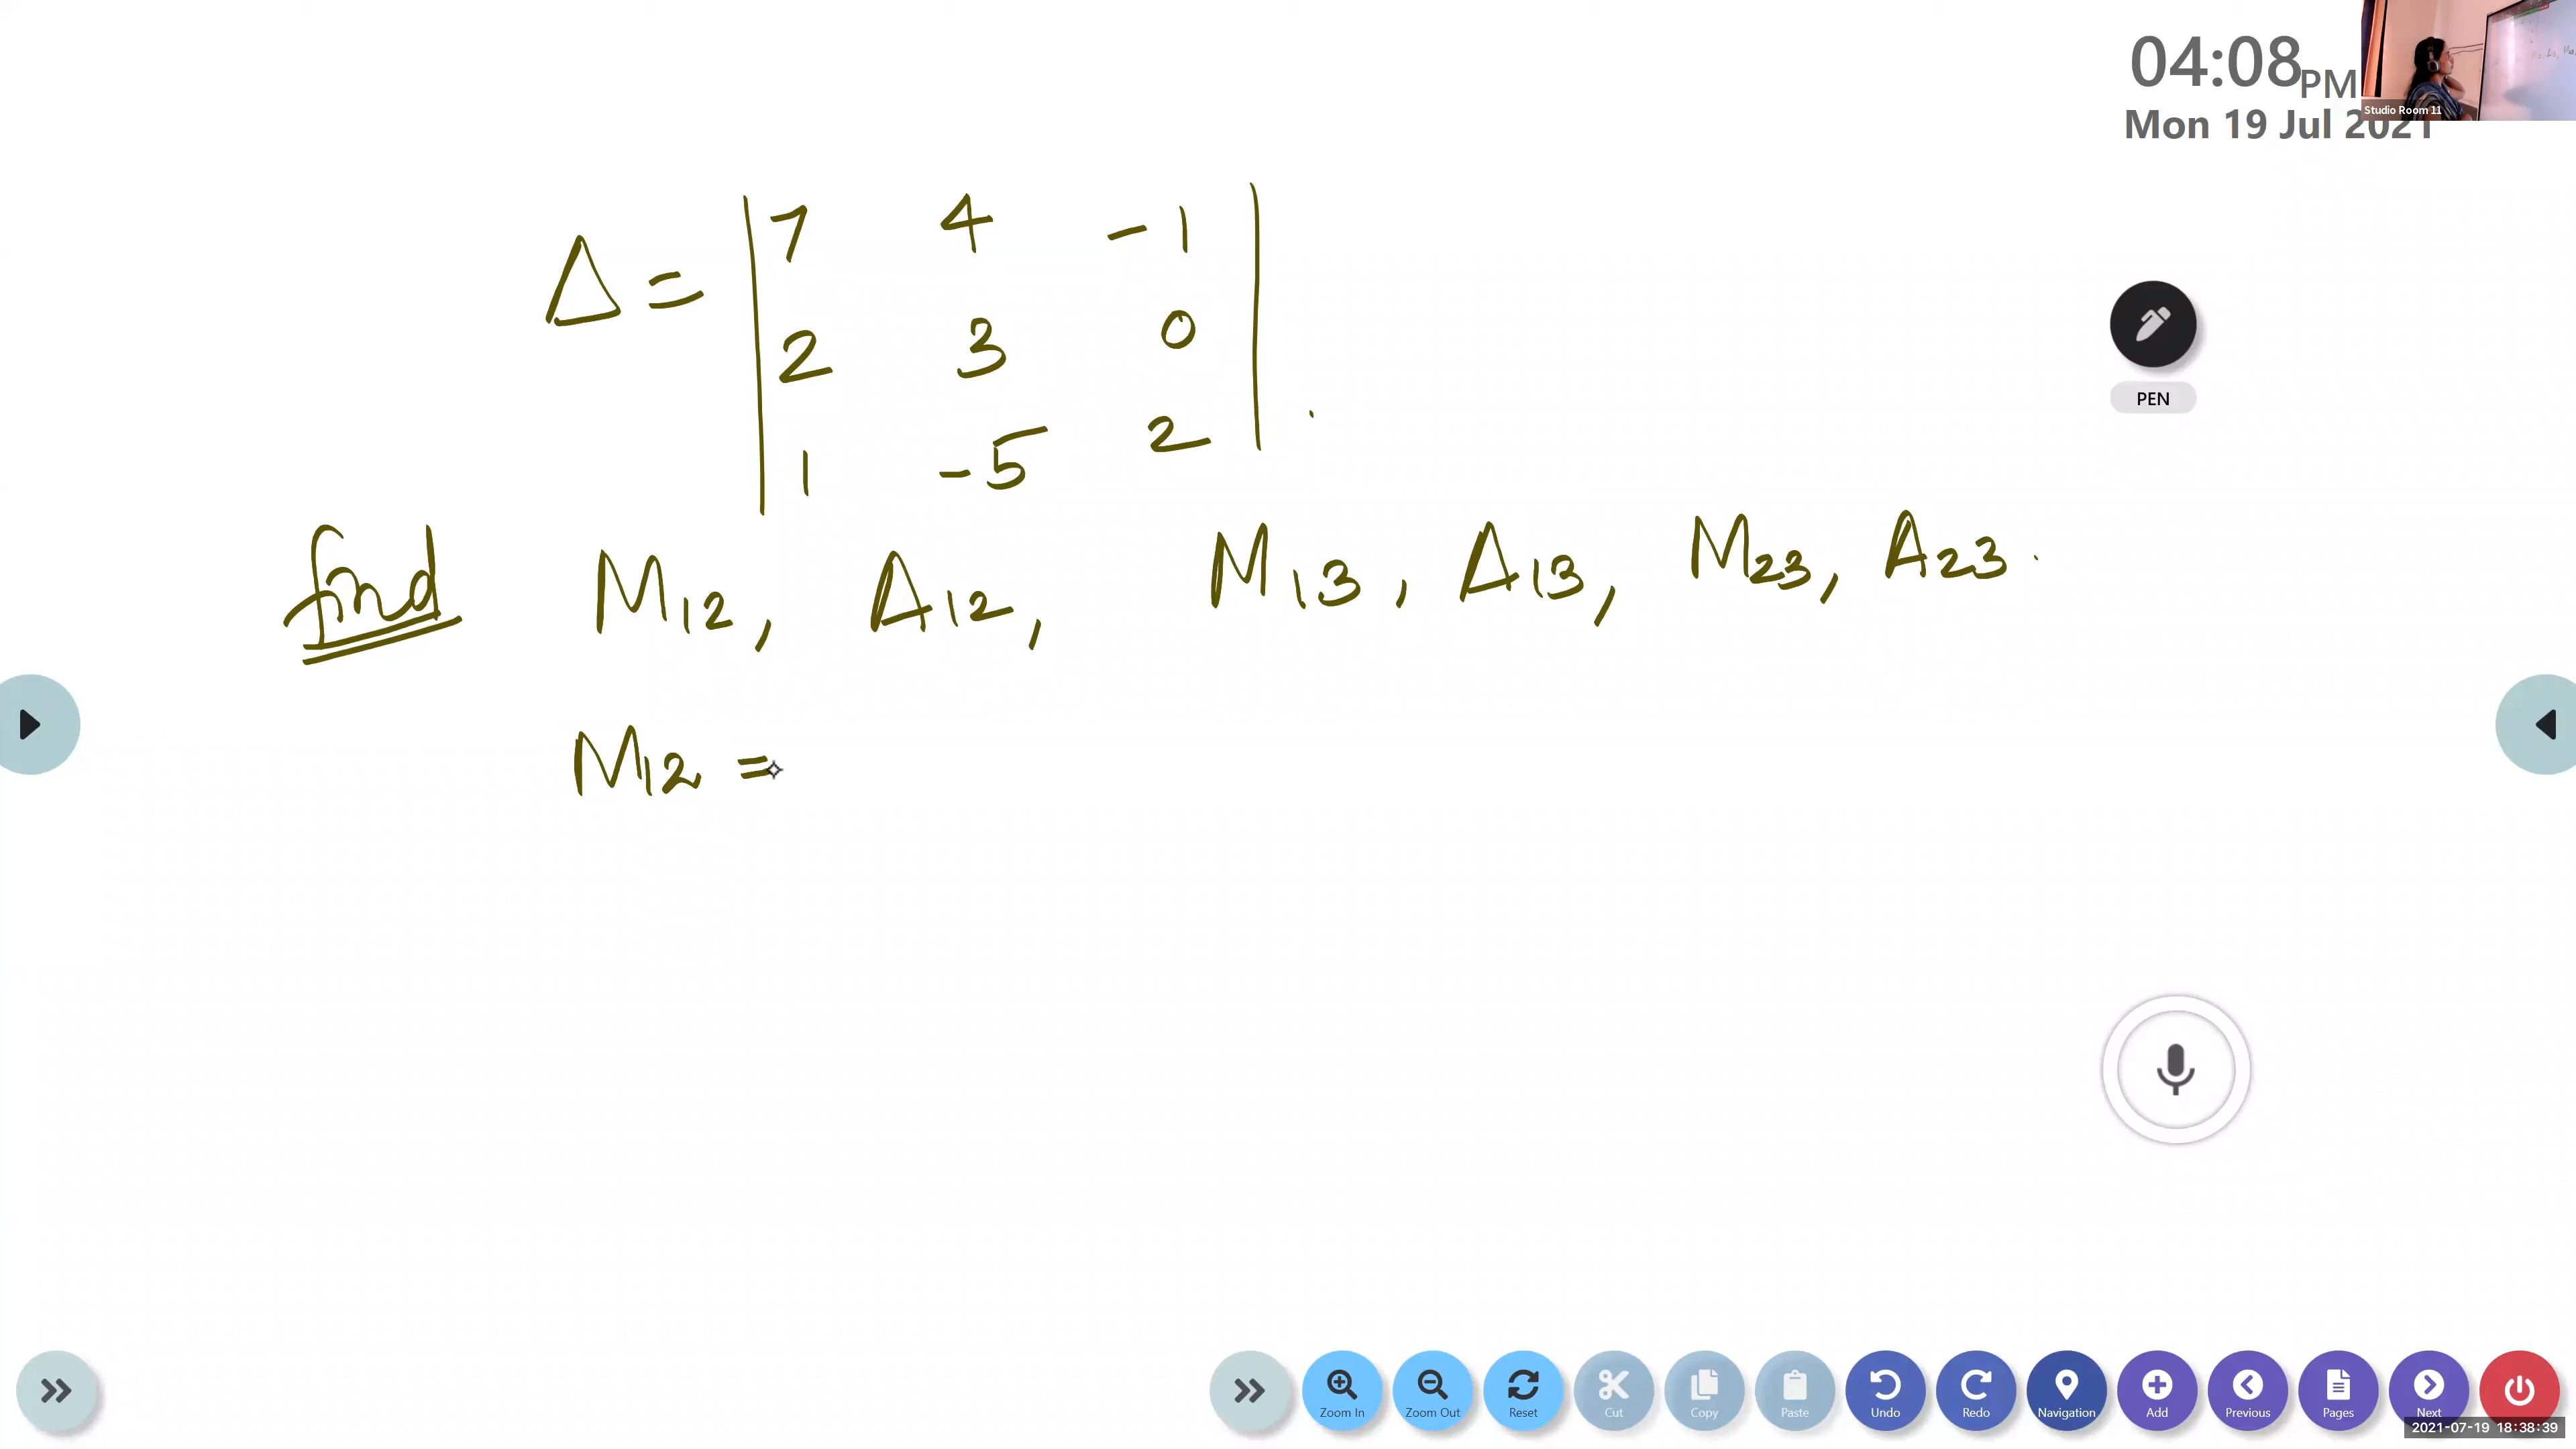 04:08 PM
Studio Room 11
Mon 19 Jul 2021
Δ = | 7 4 -1 |
| 2 3 0 |
| 1 -5 2 | .
PEN
find M12, A12, M13, A13, M23, A23.
M12 =
Zoom In Zoom Out Reset Cut Copy Paste Undo Redo Navigation Add Previous Pages Next
2021-07-19 18:38:39